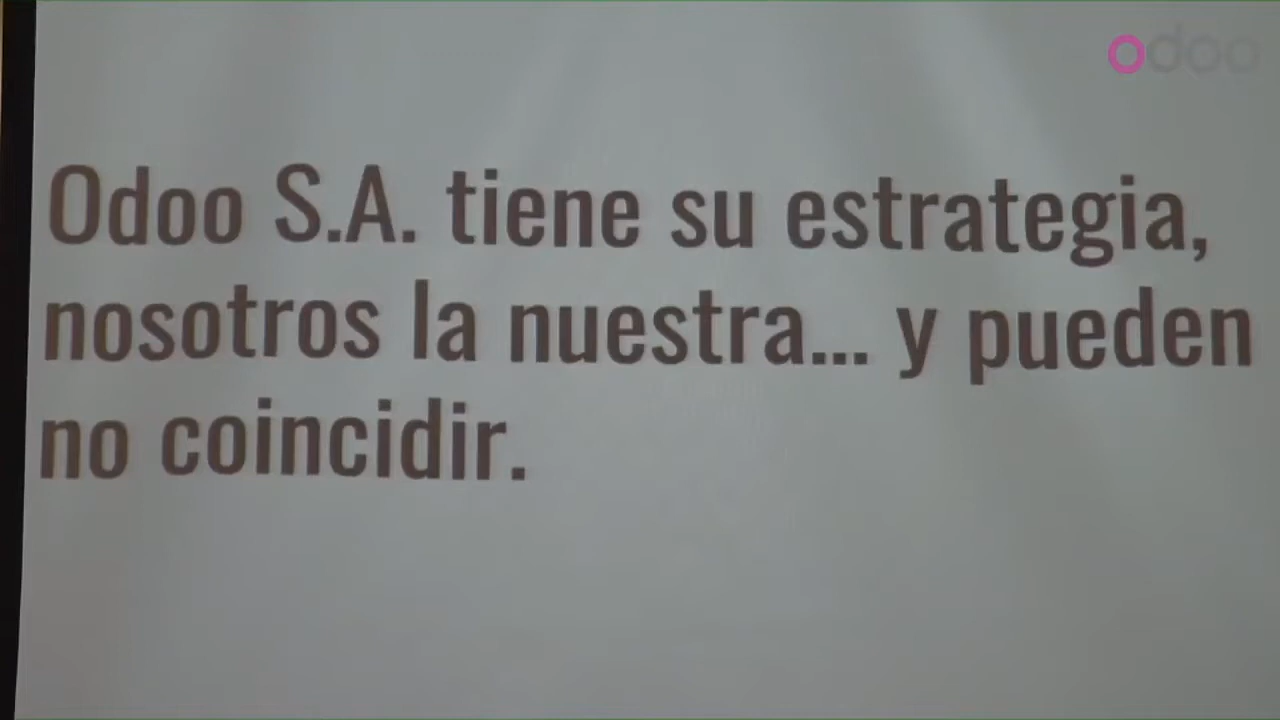 odoo
Odoo S.A. tiene su estrategia,
nosotros la nuestra... y pueden
no coincidir.